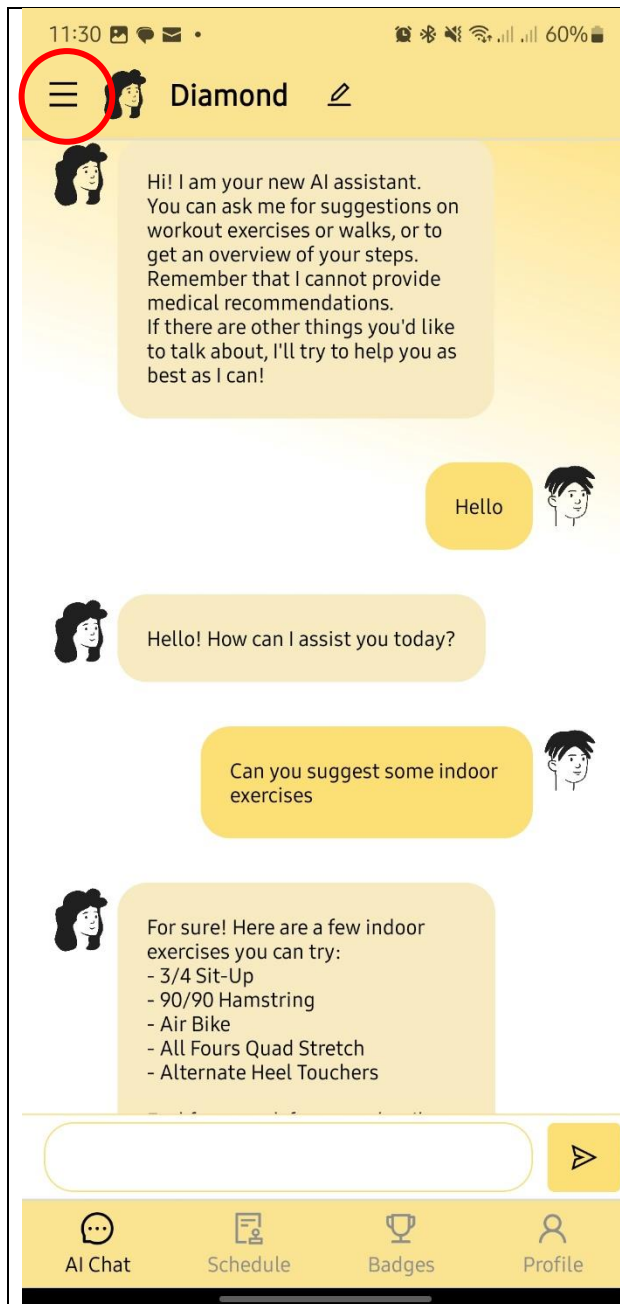 11:30
60%
Diamond
Hi! I am your new AI assistant.
You can ask me for suggestions on
workout exercises or walks, or to
get an overview of your steps.
Remember that I cannot provide
medical recommendations.
If there are other things you'd like
to talk about, I'll try to help you as
best as I can!
Hello
Hello! How can I assist you today?
Can you suggest some indoor
exercises
For sure! Here are a few indoor
exercises you can try:
- 3/4 Sit-Up
- 90/90 Hamstring
- Air Bike
- All Fours Quad Stretch
- Alternate Heel Touchers
AI Chat
Schedule
Badges
Profile